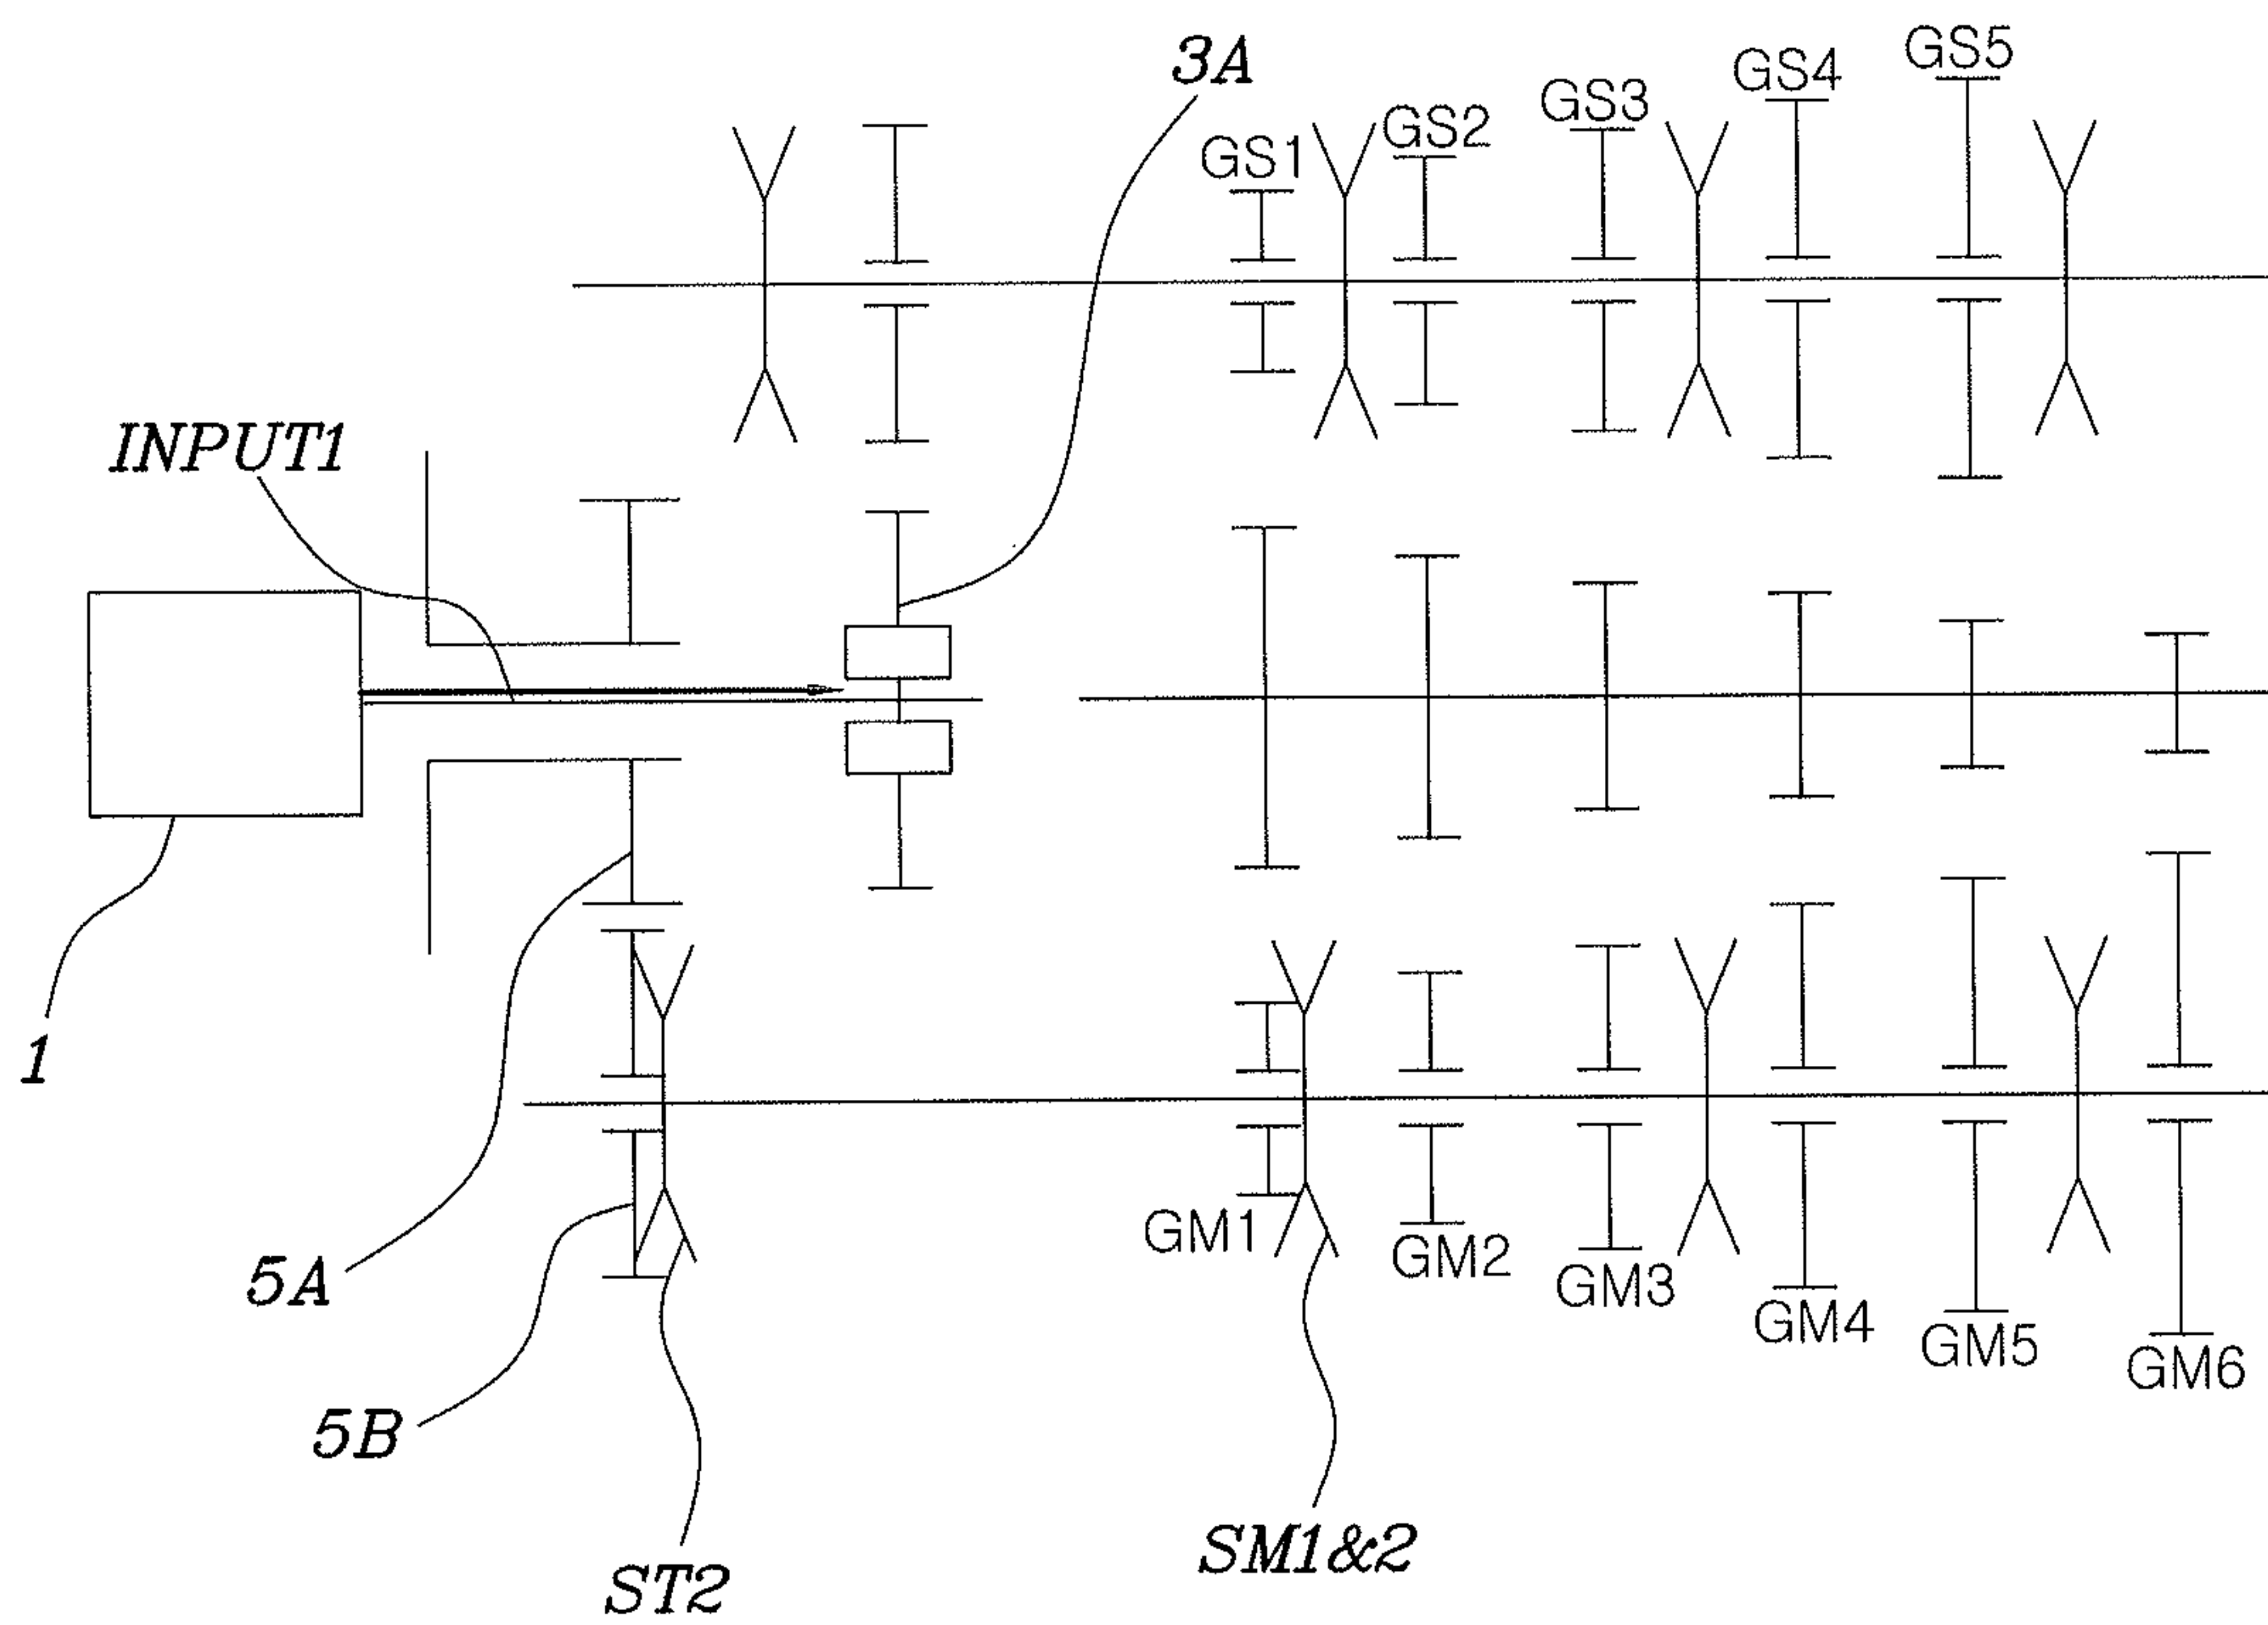 3A
GS1
GS2
GS3
GS4
GS5
INPUT1
1
5A
5B
ST2
GM1
SM1&2
GM2
GM3
GM4
GM5
GM6